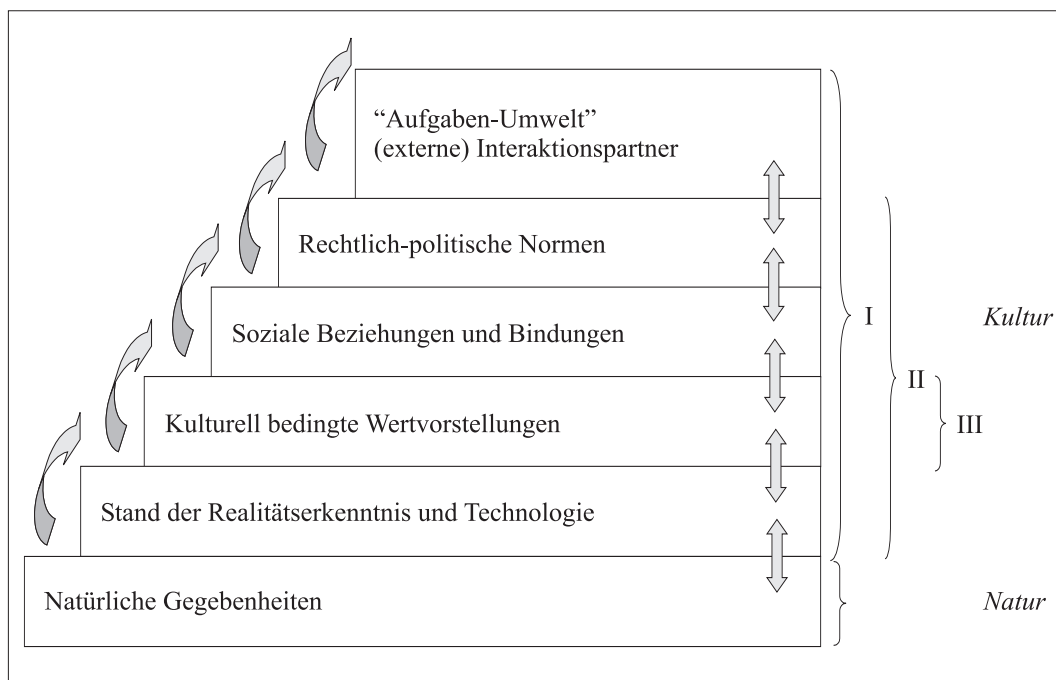 “Aufgaben-Umwelt”
(externe) Interaktionspartner
Rechtlich-politische Normen
Soziale Beziehungen und Bindungen
Kulturell bedingte Wertvorstellungen
Stand der Realitätserkenntnis und Technologie
Natürliche Gegebenheiten
I
II
III
Kultur
Natur